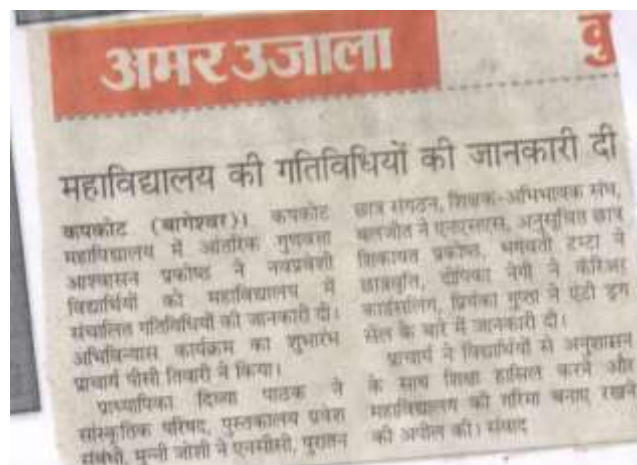 अमर उजाला
कु
महाविद्यालय की गतिविधियों की जानकारी दी
कपकोट (बागेश्वर)। कपकोट
महाविद्यालय में आंतरिक गुणवत्ता
आश्वासन प्रकोष्ठ ने नवप्रवेशी
विद्यार्थियों को महाविद्यालय में
संचालित गतिविधियों की जानकारी दी।
अभिविन्यास कार्यक्रम का शुभारंभ
प्राचार्य पीसी तिवारी ने किया।
प्राध्यापिका दिव्या पाठक ने
सांस्कृतिक परिषद, पुस्तकालय प्रवेश
संबंधी, मुन्नी जोशी ने एनसीसी, पुरातन
छात्र संगठन, शिक्षक-अभिभावक संघ,
बलजीत ने एनएसएस, अनुसूचित छात्र
शिकायत प्रकोष्ठ, भगवती टम्टा ने
छात्रवृति, दीपिका नेगी ने कॅरिअर
काउंसलिंग, प्रियंका गुप्ता ने एंटी ड्रग
सेल के बारे में जानकारी दी।
प्राचार्य ने विद्यार्थियों से अनुशासन
के साथ शिक्षा हासिल करने और
महाविद्यालय की गरिमा बनाए रखने
की अपील की। संवाद